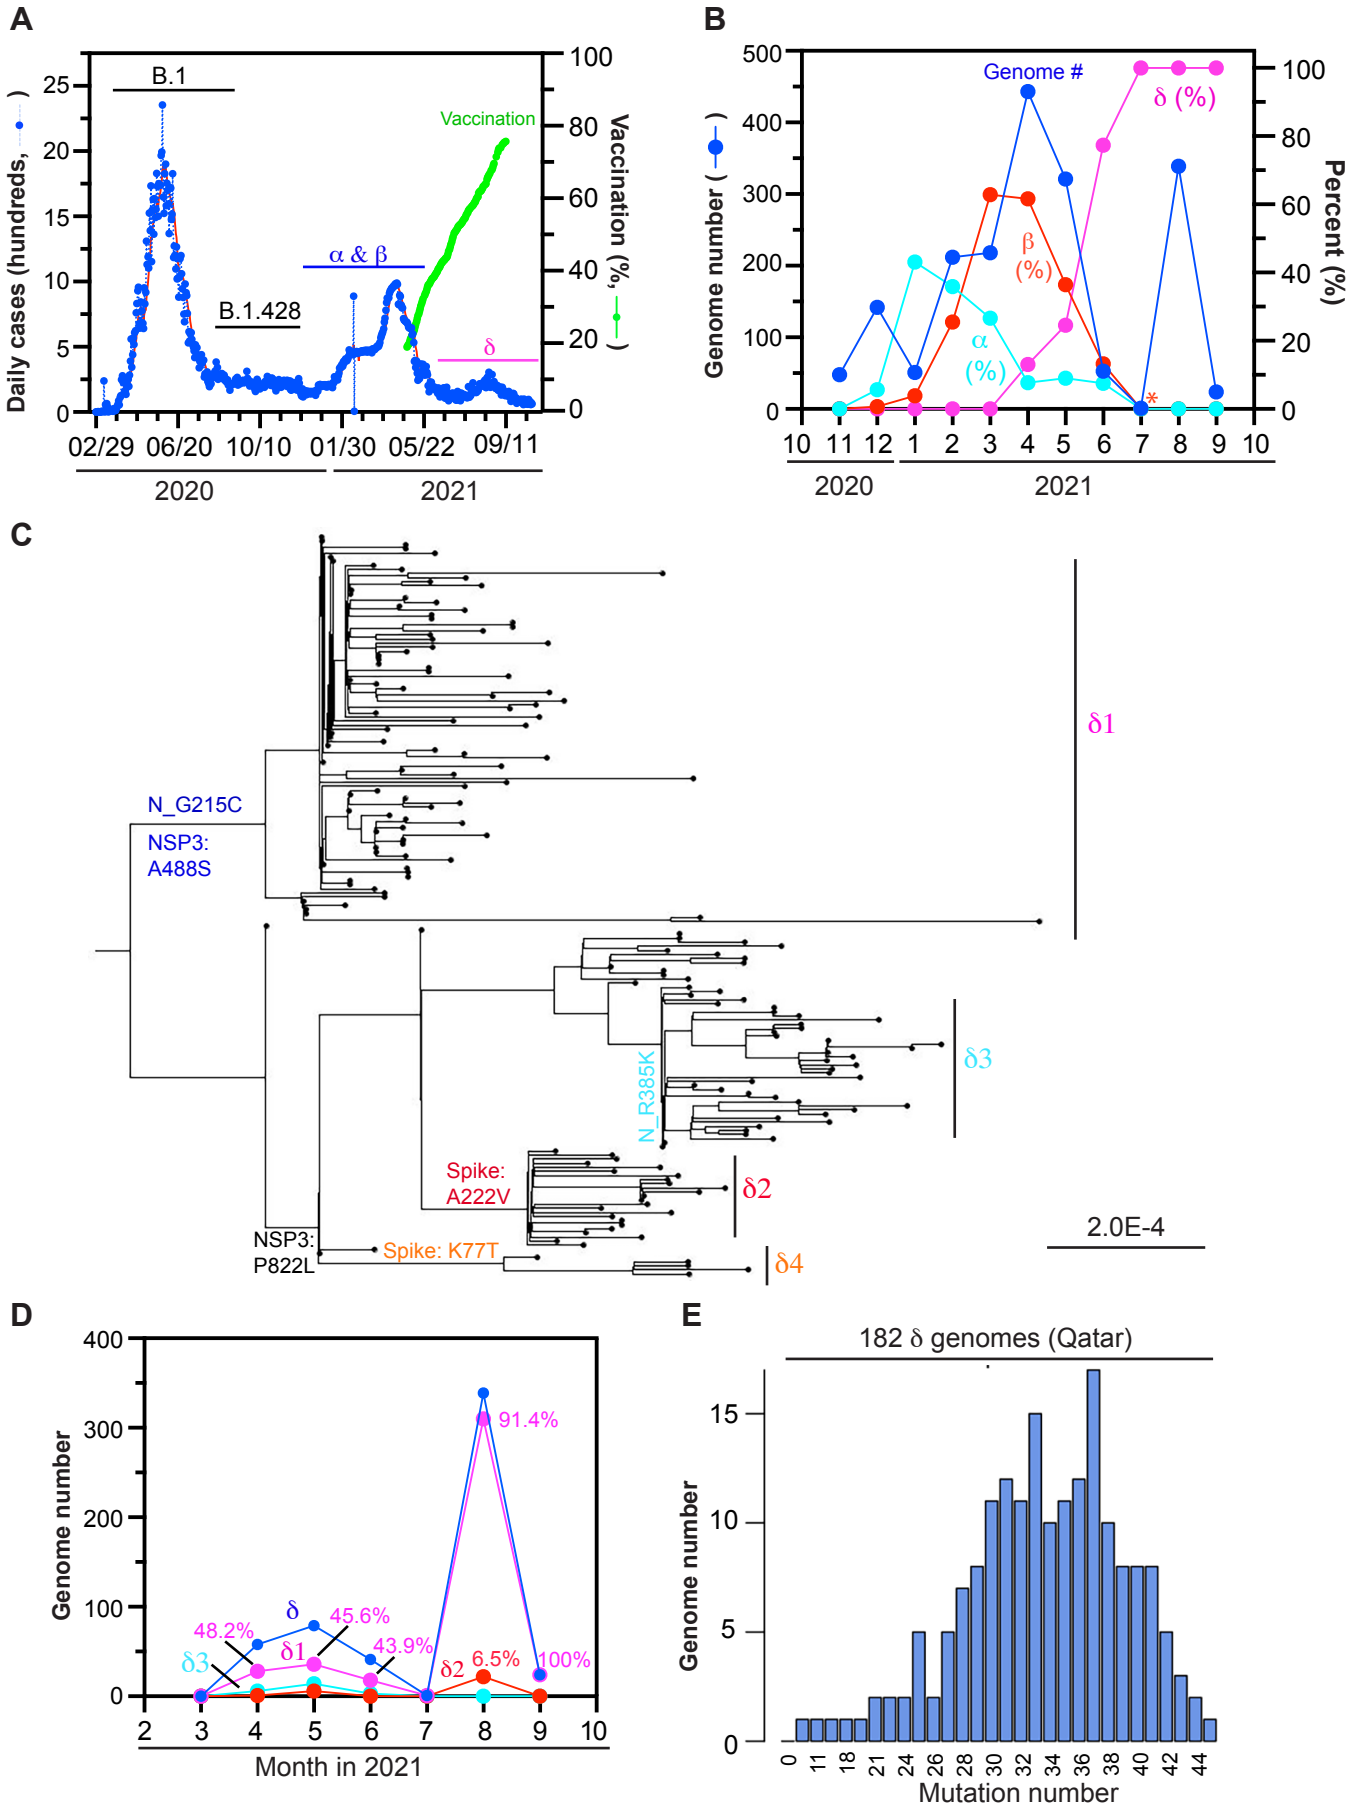 A
Daily cases (hundreds, )
25
20
15
10
5
0
B.1
B.1.428
α & β
Vaccination
δ
100
80
60
40
20
0
Vaccination (%, )
02/29 06/20 10/10 01/30 05/22 09/11
2020 2021
B
Genome number ( )
500
400
300
200
100
0
Genome #
δ (%)
β
(%)
α
(%)
*
100
80
60
40
20
0
Percent (%)
10 11 12 1 2 3 4 5 6 7 8 9 10
2020 2021
C
δ1
N_G215C
NSP3:
A488S
N_R385K
δ3
Spike:
A222V
δ2
NSP3:
P822L
Spike: K77T
δ4
2.0E-4
D
Genome number
400
300
200
100
0
91.4%
δ
48.2%
45.6%
δ1
43.9%
δ3
δ2
6.5%
100%
2 3 4 5 6 7 8 9 10
Month in 2021
E
182 δ genomes (Qatar)
Genome number
15
10
5
0
0 11 18 21 24 26 28 30 32 34 36 38 40 42 44
Mutation number